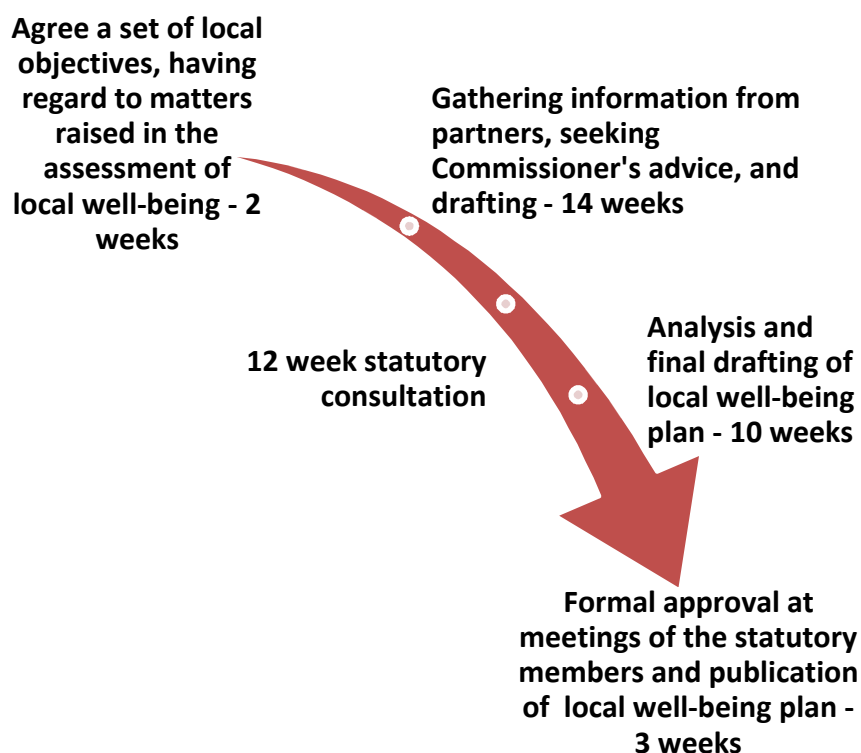 Agree a set of local
objectives, having
regard to matters
raised in the
assessment of
local well-being - 2
weeks
Gathering information from
partners, seeking
Commissioner's advice, and
drafting - 14 weeks
12 week statutory
consultation
Analysis and
final drafting of
local well-being
plan - 10 weeks
Formal approval at
meetings of the statutory
members and publication
of local well-being plan -
3 weeks